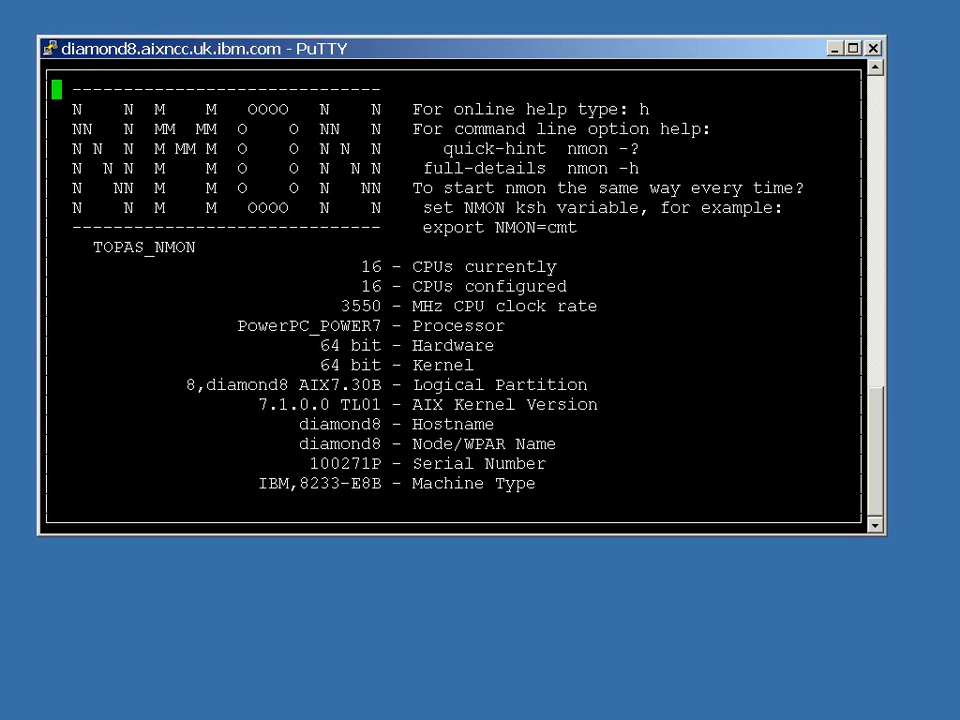 diamond8.aixncc.uk.ibm.com - PuTTY
------------------------------
N    N  M    M   OOOO   N    N   For online help type: h
NN   N  MM  MM  O    O  NN   N   For command line option help:
N N  N  M MM M  O    O  N N  N      quick-hint  nmon -?
N  N N  M    M  O    O  N  N N    full-details  nmon -h
N   NN  M    M  O    O  N   NN   To start nmon the same way every time?
N    N  M    M   OOOO   N    N    set NMON ksh variable, for example:
------------------------------    export NMON=cmt
TOPAS_NMON
16 - CPUs currently
16 - CPUs configured
3550 - MHz CPU clock rate
PowerPC_POWER7 - Processor
64 bit - Hardware
64 bit - Kernel
8,diamond8 AIX7.30B - Logical Partition
7.1.0.0 TL01 - AIX Kernel Version
diamond8 - Hostname
diamond8 - Node/WPAR Name
100271P - Serial Number
IBM,8233-E8B - Machine Type